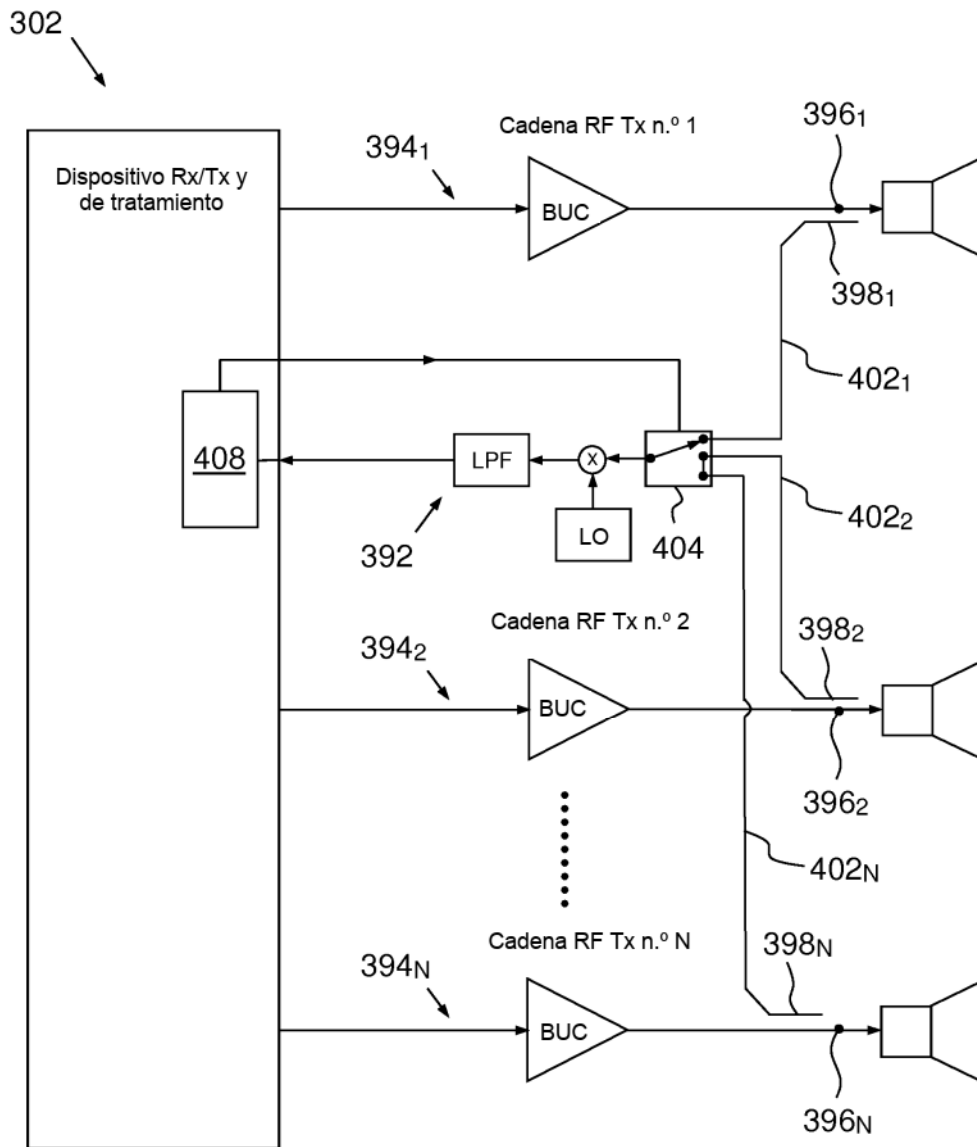 302
Cadena RF Tx n.º 1
394₁
396₁
Dispositivo Rx/Tx y
de tratamiento
BUC
398₁
402₁
408
LPF
X
LO
404
392
402₂
Cadena RF Tx n.º 2
394₂
398₂
BUC
396₂
402N
Cadena RF Tx n.º N
394N
398N
BUC
396N